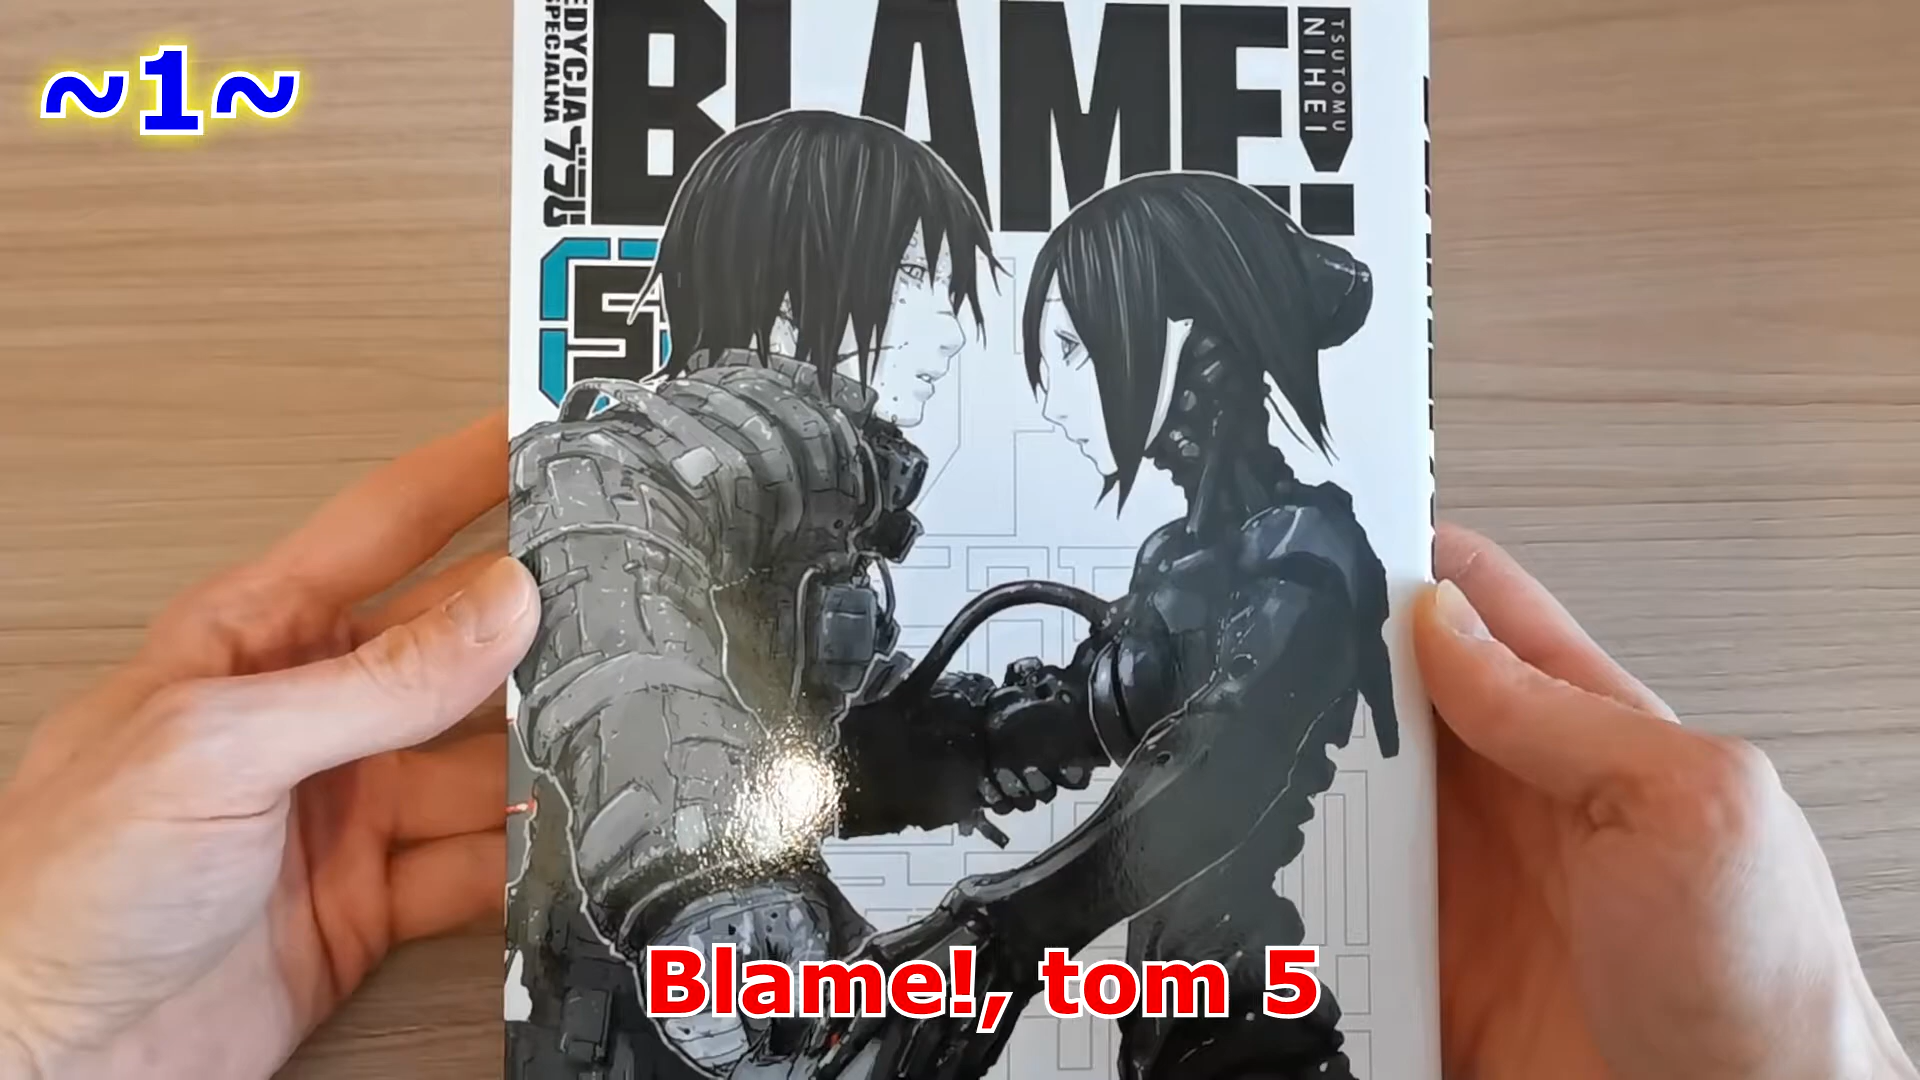 ~1~
EDYCJA ブラム
SPECJALNA
BLAME!
TSUTOMU
NIHEI
5
Blame!, tom 5